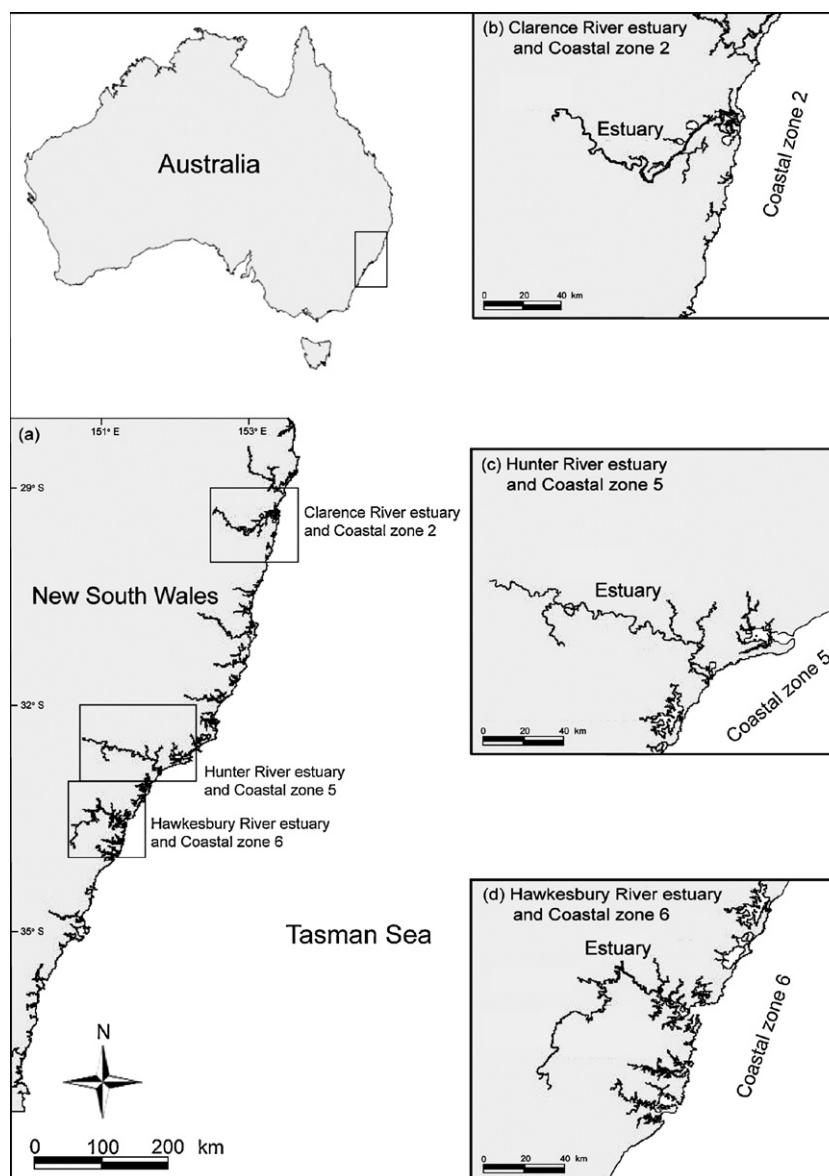 Australia
(b) Clarence River estuary
and Coastal zone 2
Estuary
Coastal zone 2
0 20 40 km
(a)
151° E 153° E
29° S
Clarence River estuary
and Coastal zone 2
New South Wales
32° S
Hunter River estuary
and Coastal zone 5
Hawkesbury River estuary
and Coastal zone 6
35° S
Tasman Sea
N
0 100 200 km
(c) Hunter River estuary
and Coastal zone 5
Estuary
Coastal zone 5
0 20 40 km
(d) Hawkesbury River estuary
and Coastal zone 6
Estuary
Coastal zone 6
0 20 40 km